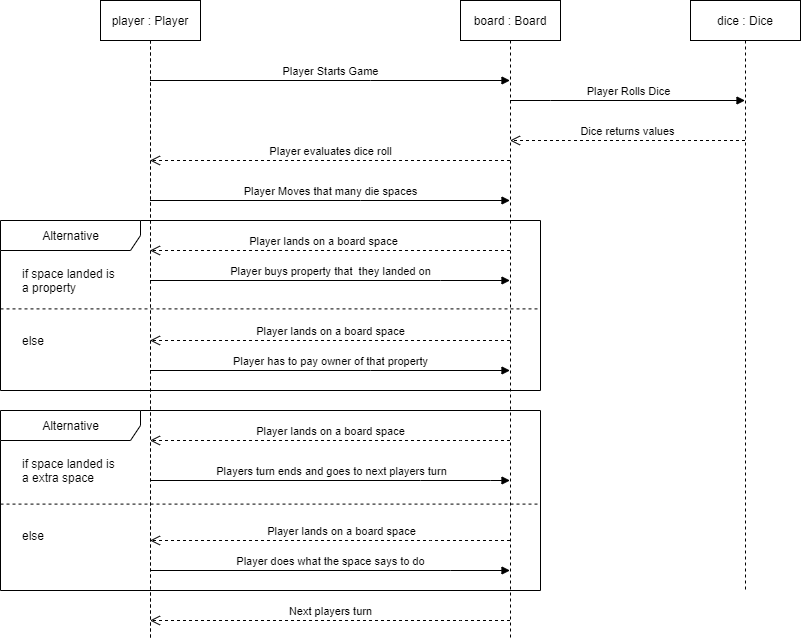 player : Player
board : Board
dice : Dice
Player Starts Game
Player Rolls Dice
Dice returns values
Player evaluates dice roll
Player Moves that many die spaces
Alternative
Player lands on a board space
if space landed is
a property
Player buys property that they landed on
Player lands on a board space
else
Player has to pay owner of that property
Alternative
Player lands on a board space
if space landed is
a extra space
Players turn ends and goes to next players turn
Player lands on a board space
else
Player does what the space says to do
Next players turn